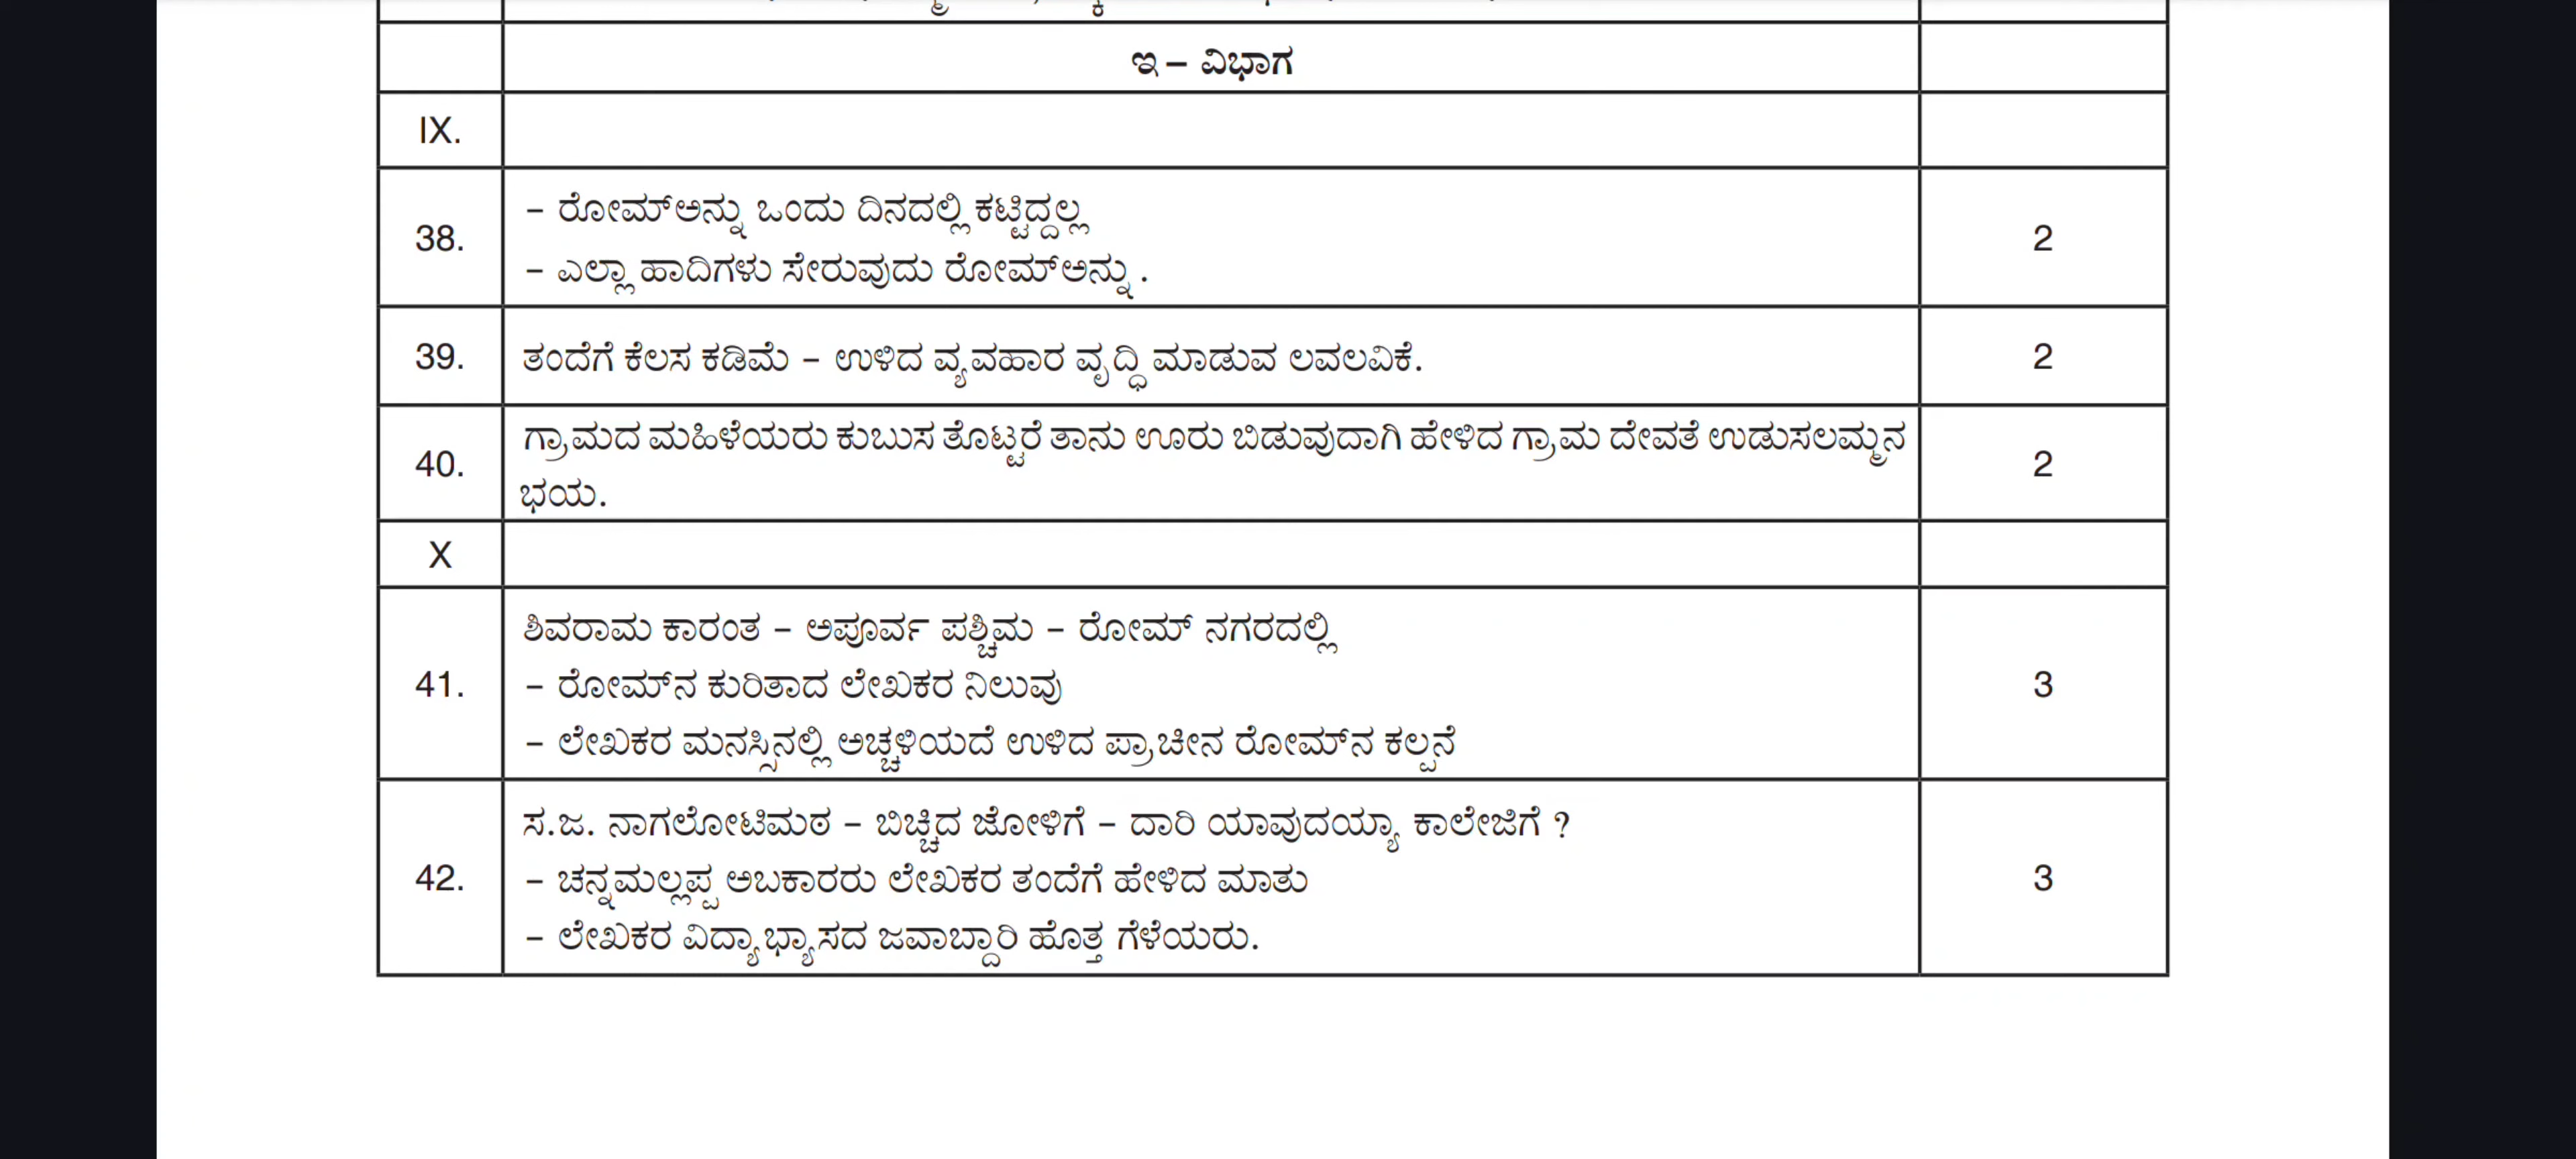 ಇ – ವಿಭಾಗ
IX.
38.
– ರೋಮ್‌ಅನ್ನು ಒಂದು ದಿನದಲ್ಲಿ ಕಟ್ಟಿದ್ದಲ್ಲ
– ಎಲ್ಲಾ ಹಾದಿಗಳು ಸೇರುವುದು ರೋಮ್‌ಅನ್ನು .
2
39.
ತಂದೆಗೆ ಕೆಲಸ ಕಡಿಮೆ – ಉಳಿದ ವ್ಯವಹಾರ ವೃದ್ಧಿ ಮಾಡುವ ಲವಲವಿಕೆ.
2
40.
ಗ್ರಾಮದ ಮಹಿಳೆಯರು ಕುಬುಸ ತೊಟ್ಟರೆ ತಾನು ಊರು ಬಿಡುವುದಾಗಿ ಹೇಳಿದ ಗ್ರಾಮ ದೇವತೆ ಉಡುಸಲಮ್ಮನ
ಭಯ.
2
X
41.
ಶಿವರಾಮ ಕಾರಂತ – ಅಪೂರ್ವ ಪಶ್ಚಿಮ – ರೋಮ್ ನಗರದಲ್ಲಿ
– ರೋಮ್‌ನ ಕುರಿತಾದ ಲೇಖಕರ ನಿಲುವು
– ಲೇಖಕರ ಮನಸ್ಸಿನಲ್ಲಿ ಅಚ್ಚಳಿಯದೆ ಉಳಿದ ಪ್ರಾಚೀನ ರೋಮ್‌ನ ಕಲ್ಪನೆ
3
42.
ಸ.ಜ. ನಾಗಲೋಟಿಮಠ – ಬಿಚ್ಚಿದ ಜೋಳಿಗೆ – ದಾರಿ ಯಾವುದಯ್ಯಾ ಕಾಲೇಜಿಗೆ ?
– ಚನ್ನಮಲ್ಲಪ್ಪ ಅಬಕಾರರು ಲೇಖಕರ ತಂದೆಗೆ ಹೇಳಿದ ಮಾತು
– ಲೇಖಕರ ವಿದ್ಯಾಭ್ಯಾಸದ ಜವಾಬ್ದಾರಿ ಹೊತ್ತ ಗೆಳೆಯರು.
3